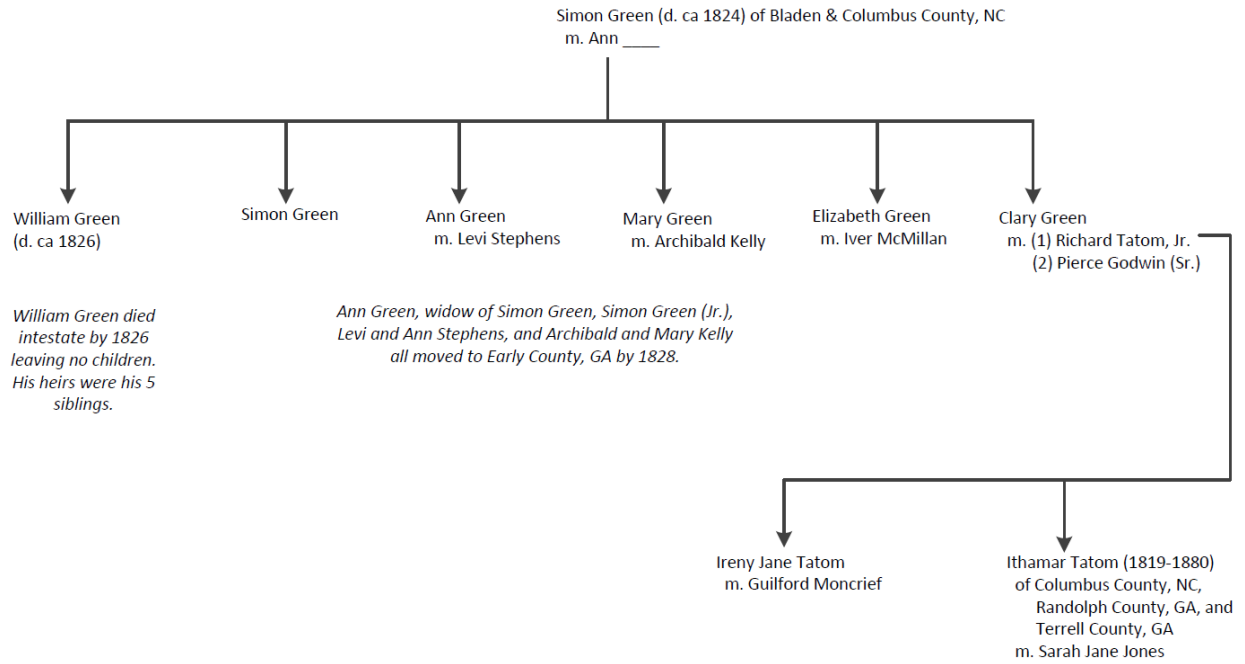 Simon Green (d. ca 1824) of Bladen & Columbus County, NC
m. Ann ____
William Green
(d. ca 1826)
Simon Green
Ann Green
m. Levi Stephens
Mary Green
m. Archibald Kelly
Elizabeth Green
m. Iver McMillan
Clary Green
m. (1) Richard Tatom, Jr.
(2) Pierce Godwin (Sr.)
William Green died
intestate by 1826
leaving no children.
His heirs were his 5
siblings.
Ann Green, widow of Simon Green, Simon Green (Jr.),
Levi and Ann Stephens, and Archibald and Mary Kelly
all moved to Early County, GA by 1828.
Ireny Jane Tatom
m. Guilford Moncrief
Ithamar Tatom (1819-1880)
of Columbus County, NC,
Randolph County, GA, and
Terrell County, GA
m. Sarah Jane Jones